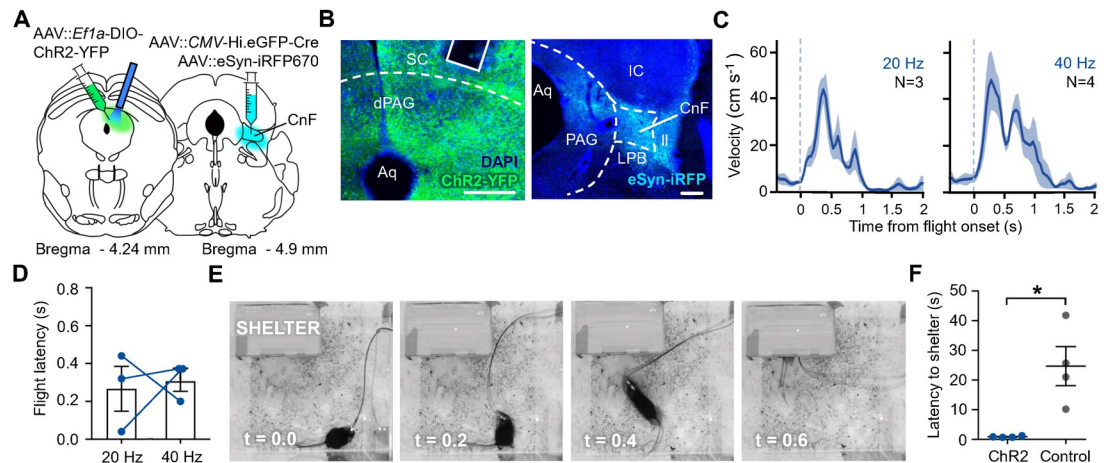 A
AAV::Ef1a-DIO-
ChR2-YFP
AAV::CMV-Hi.eGFP-Cre
AAV::eSyn-iRFP670
CnF
Bregma - 4.24 mm
Bregma - 4.9 mm
B
SC
dPAG
Aq
DAPI
ChR2-YFP
IC
Aq
CnF
PAG
ll
LPB
eSyn-iRFP
C
Velocity (cm s⁻¹)
60
40
20
0
20 Hz
N=3
40 Hz
N=4
0 0.5 1 1.5 2
0 0.5 1 1.5 2
Time from flight onset (s)
D
Flight latency (s)
0.8
0.6
0.4
0.2
0.0
20 Hz 40 Hz
E
SHELTER
t = 0.0
t = 0.2
t = 0.4
t = 0.6
F
Latency to shelter (s)
50
40
30
20
10
0
*
ChR2 Control